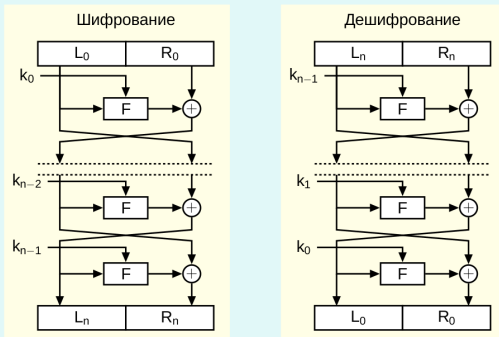 Шифрование
L₀ R₀
k₀
F
kₙ₋₂
F
kₙ₋₁
F
Lₙ Rₙ
Дешифрование
Lₙ Rₙ
kₙ₋₁
F
k₁
F
k₀
F
L₀ R₀